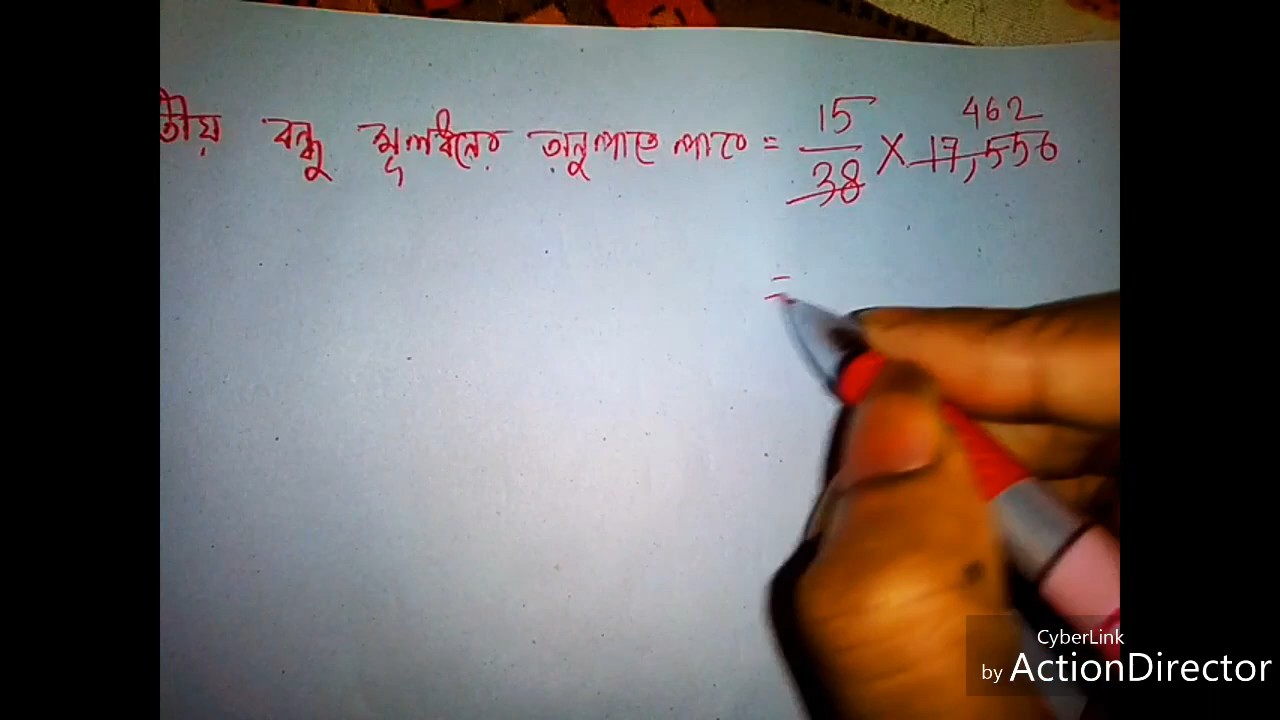 তীয় বন্ধু মূলধনের অনুপাতে পাবে = 15/38 × 17,556 462
=
CyberLink
by ActionDirector